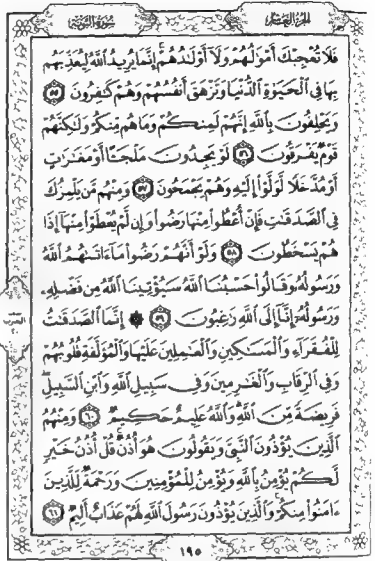 الجزء العاشر
سورة التوبة
فَلَا تُعْجِبْكَ أَمْوَٰلُهُمْ وَلَآ أَوْلَٰدُهُمْ ۚ إِنَّمَا يُرِيدُ ٱللَّهُ لِيُعَذِّبَهُم
بِهَا فِى ٱلْحَيَوٰةِ ٱلدُّنْيَا وَتَزْهَقَ أَنفُسُهُمْ وَهُمْ كَٰفِرُونَ ٥٥
وَيَحْلِفُونَ بِٱللَّهِ إِنَّهُمْ لَمِنكُمْ وَمَا هُم مِّنكُمْ وَلَٰكِنَّهُمْ
قَوْمٌ يَفْرَقُونَ ٥٦ لَوْ يَجِدُونَ مَلْجَـًٔا أَوْ مَغَٰرَٰتٍ
أَوْ مُدَّخَلًا لَّوَلَّوْا۟ إِلَيْهِ وَهُمْ يَجْمَحُونَ ٥٧ وَمِنْهُم مَّن يَلْمِزُكَ
فِى ٱلصَّدَقَٰتِ فَإِنْ أُعْطُوا۟ مِنْهَا رَضُوا۟ وَإِن لَّمْ يُعْطَوْا۟ مِنْهَآ إِذَا
هُمْ يَسْخَطُونَ ٥٨ وَلَوْ أَنَّهُمْ رَضُوا۟ مَآ ءَاتَىٰهُمُ ٱللَّهُ
وَرَسُولُهُۥ وَقَالُوا۟ حَسْبُنَا ٱللَّهُ سَيُؤْتِينَا ٱللَّهُ مِن فَضْلِهِۦ
وَرَسُولُهُۥٓ إِنَّآ إِلَى ٱللَّهِ رَٰغِبُونَ ٥٩ ۞ إِنَّمَا ٱلصَّدَقَٰتُ
لِلْفُقَرَآءِ وَٱلْمَسَٰكِينِ وَٱلْعَٰمِلِينَ عَلَيْهَا وَٱلْمُؤَلَّفَةِ قُلُوبُهُمْ
وَفِى ٱلرِّقَابِ وَٱلْغَٰرِمِينَ وَفِى سَبِيلِ ٱللَّهِ وَٱبْنِ ٱلسَّبِيلِ ۖ
فَرِيضَةً مِّنَ ٱللَّهِ ۗ وَٱللَّهُ عَلِيمٌ حَكِيمٌ ٦٠ وَمِنْهُمُ
ٱلَّذِينَ يُؤْذُونَ ٱلنَّبِىَّ وَيَقُولُونَ هُوَ أُذُنٌ ۚ قُلْ أُذُنُ خَيْرٍ
لَّكُمْ يُؤْمِنُ بِٱللَّهِ وَيُؤْمِنُ لِلْمُؤْمِنِينَ وَرَحْمَةٌ لِّلَّذِينَ
ءَامَنُوا۟ مِنكُمْ ۚ وَٱلَّذِينَ يُؤْذُونَ رَسُولَ ٱللَّهِ لَهُمْ عَذَابٌ أَلِيمٌ ٦١
١٩٥